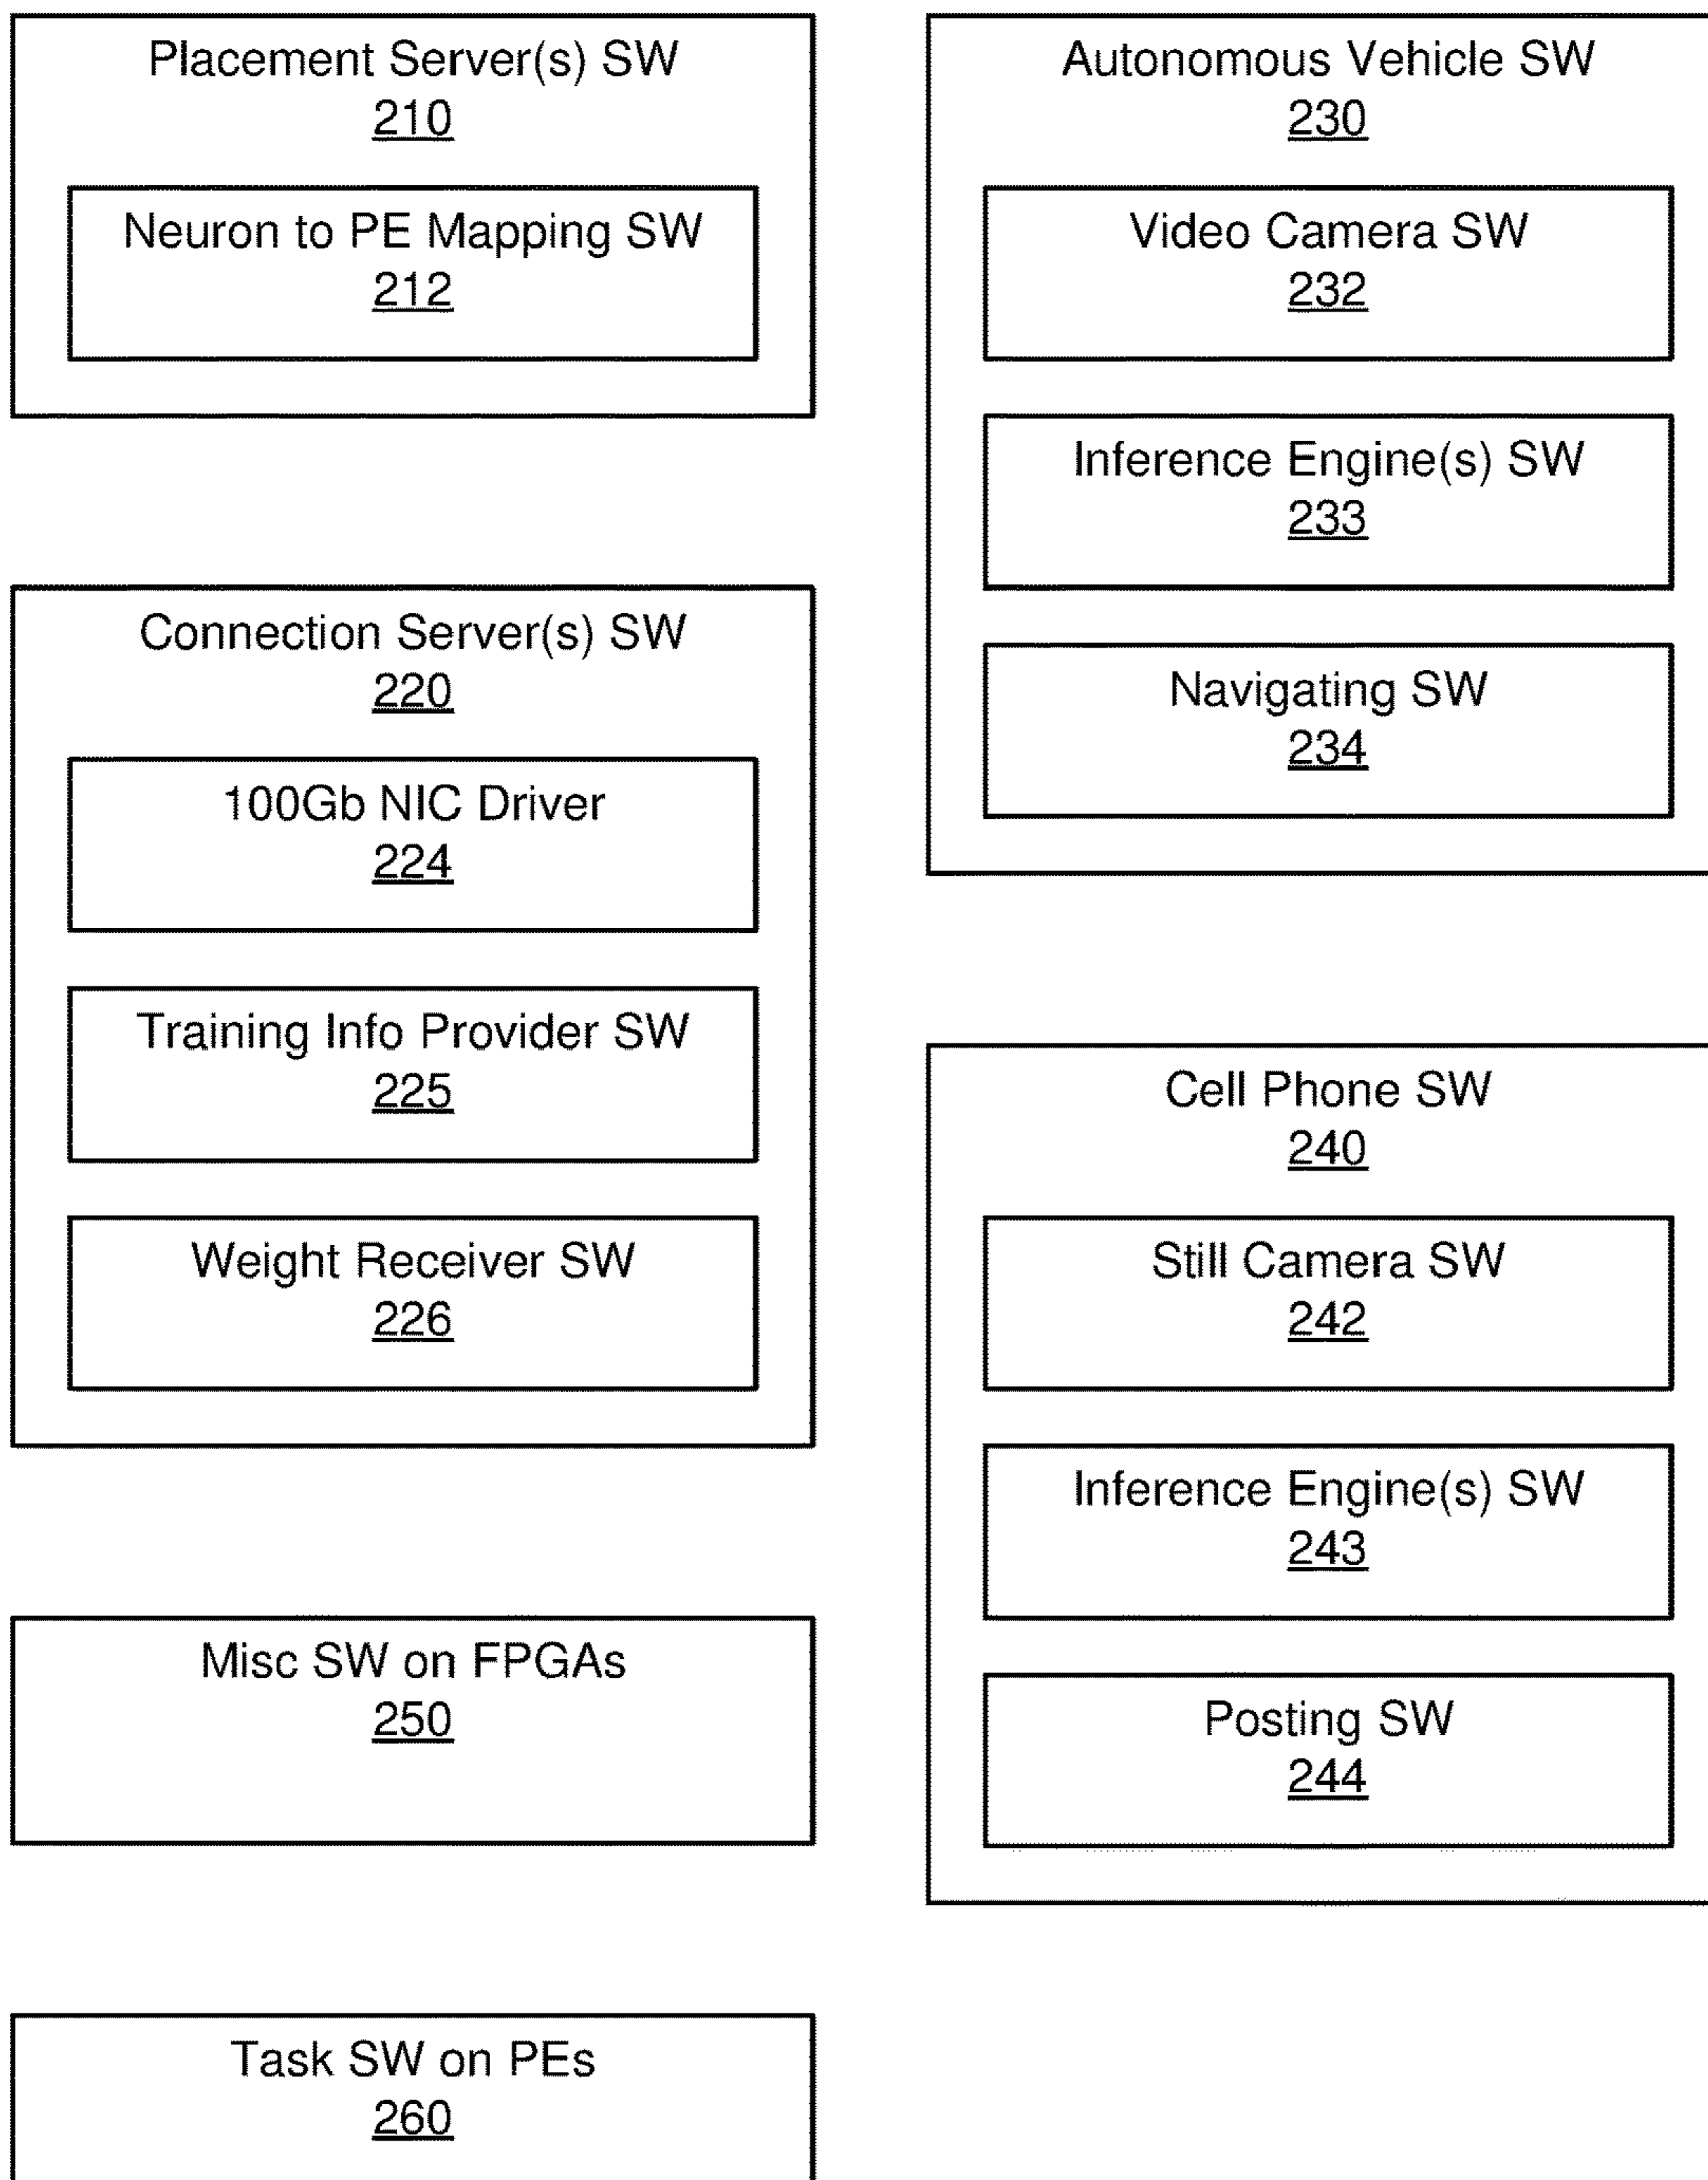 Placement Server(s) SW
210
Neuron to PE Mapping SW
212
Connection Server(s) SW
220
100Gb NIC Driver
224
Training Info Provider SW
225
Weight Receiver SW
226
Misc SW on FPGAs
250
Task SW on PEs
260
Autonomous Vehicle SW
230
Video Camera SW
232
Inference Engine(s) SW
233
Navigating SW
234
Cell Phone SW
240
Still Camera SW
242
Inference Engine(s) SW
243
Posting SW
244